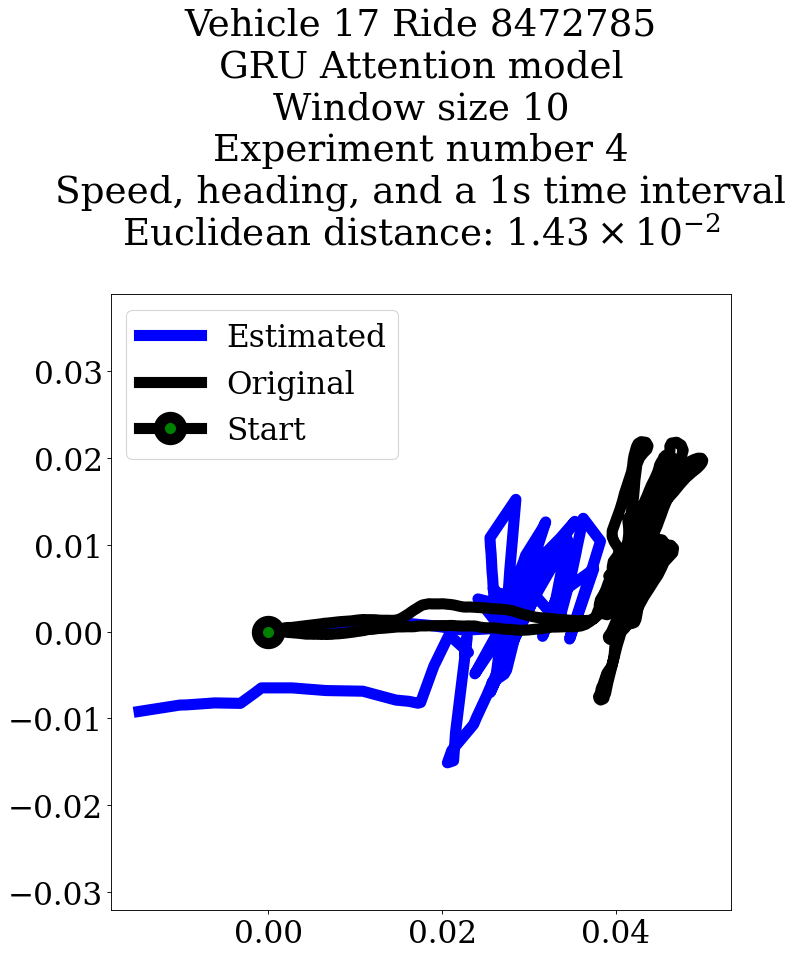 Vehicle 17 Ride 8472785
GRU Attention model
Window size 10
Experiment number 4
Speed, heading, and a 1s time interval
Euclidean distance: 1.43 × 10⁻²
Estimated
Original
Start
0.03
0.02
0.01
0.00
−0.01
−0.02
−0.03
0.00 0.02 0.04